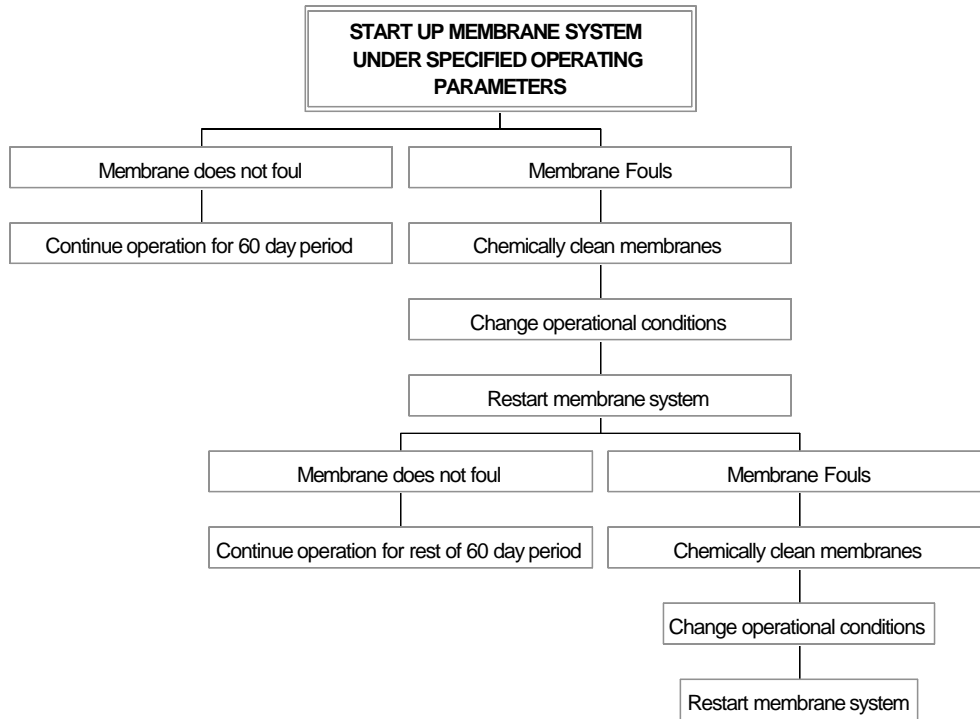 START UP MEMBRANE SYSTEM
UNDER SPECIFIED OPERATING
PARAMETERS
Membrane does not foul
Membrane Fouls
Continue operation for 60 day period
Chemically clean membranes
Change operational conditions
Restart membrane system
Membrane does not foul
Membrane Fouls
Continue operation for rest of 60 day period
Chemically clean membranes
Change operational conditions
Restart membrane system